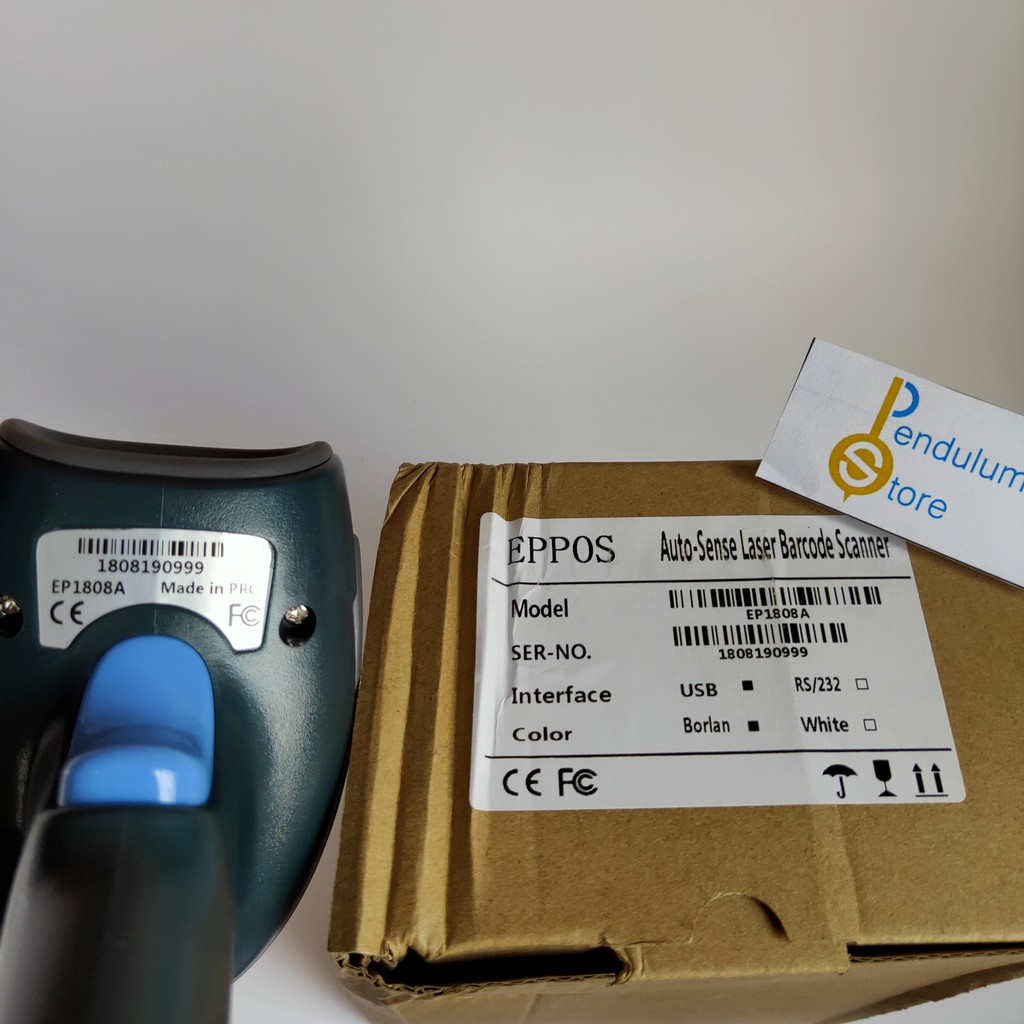 1808190999
EP1808A Made in PRC
CE FC
EPPOS Auto-Sense Laser Barcode Scanner
Model
EP1808A
SER-NO.
1808190999
Interface USB ■ RS/232 □
Color Borlan ■ White □
CE FC
Pendulum
Store